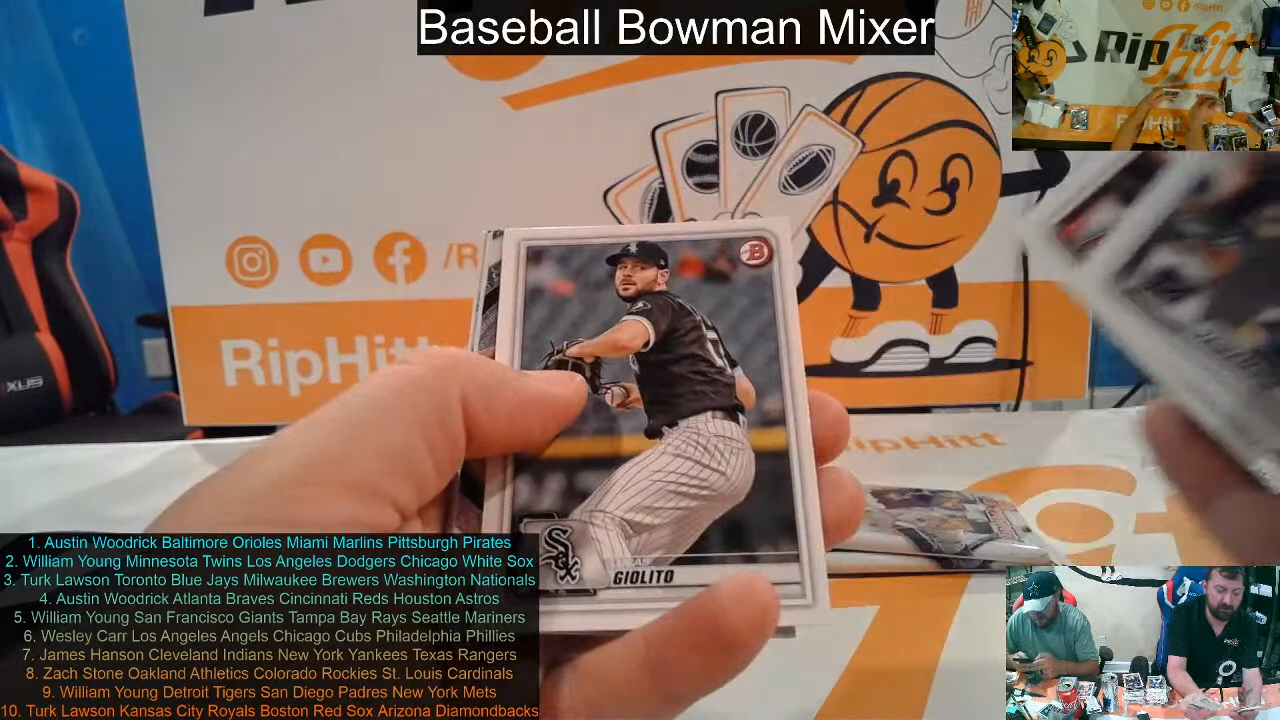 Baseball Bowman Mixer
Rip Hitt
RipHitt
/R
RipHitt
XUS
B
RipHitt
Sox
GIOLITO
1. Austin Woodrick Baltimore Orioles Miami Marlins Pittsburgh Pirates
2. William Young Minnesota Twins Los Angeles Dodgers Chicago White Sox
3. Turk Lawson Toronto Blue Jays Milwaukee Brewers Washington Nationals
4. Austin Woodrick Atlanta Braves Cincinnati Reds Houston Astros
5. William Young San Francisco Giants Tampa Bay Rays Seattle Mariners
6. Wesley Carr Los Angeles Angels Chicago Cubs Philadelphia Phillies
7. James Hanson Cleveland Indians New York Yankees Texas Rangers
8. Zach Stone Oakland Athletics Colorado Rockies St. Louis Cardinals
9. William Young Detroit Tigers San Diego Padres New York Mets
10. Turk Lawson Kansas City Royals Boston Red Sox Arizona Diamondbacks